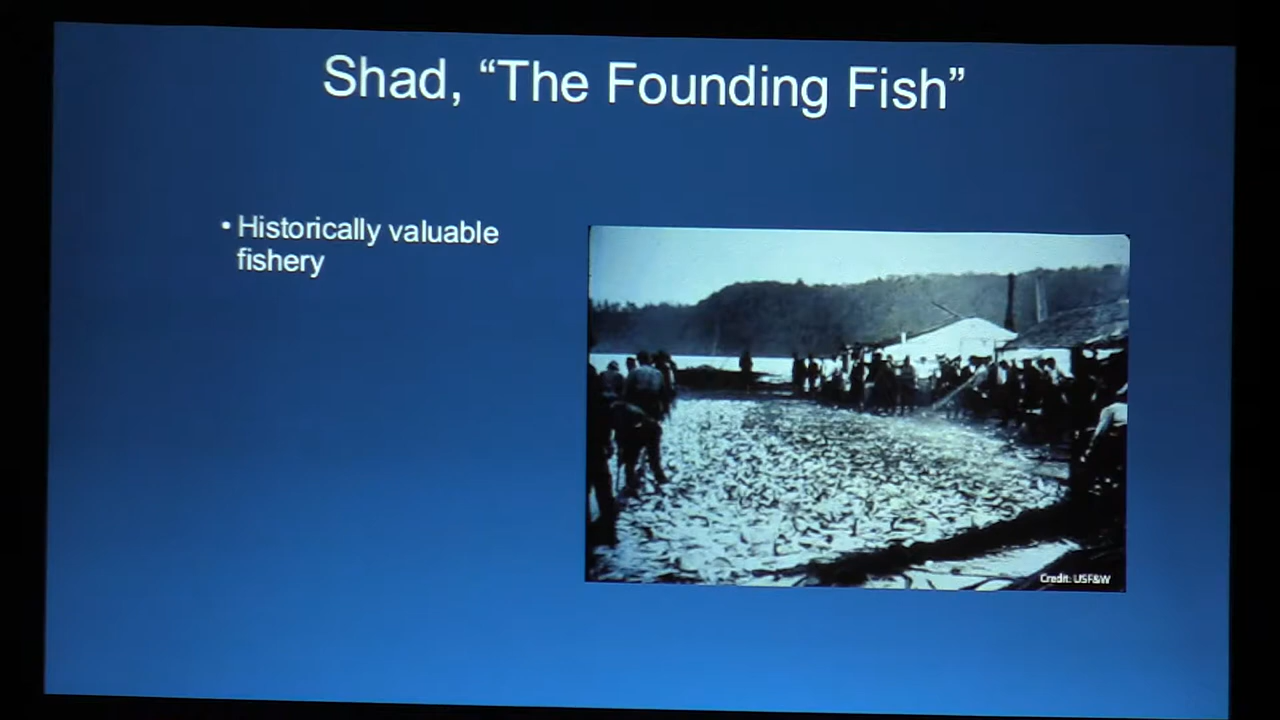 Shad, “The Founding Fish”
• Historically valuable
fishery
Credit: USF&W